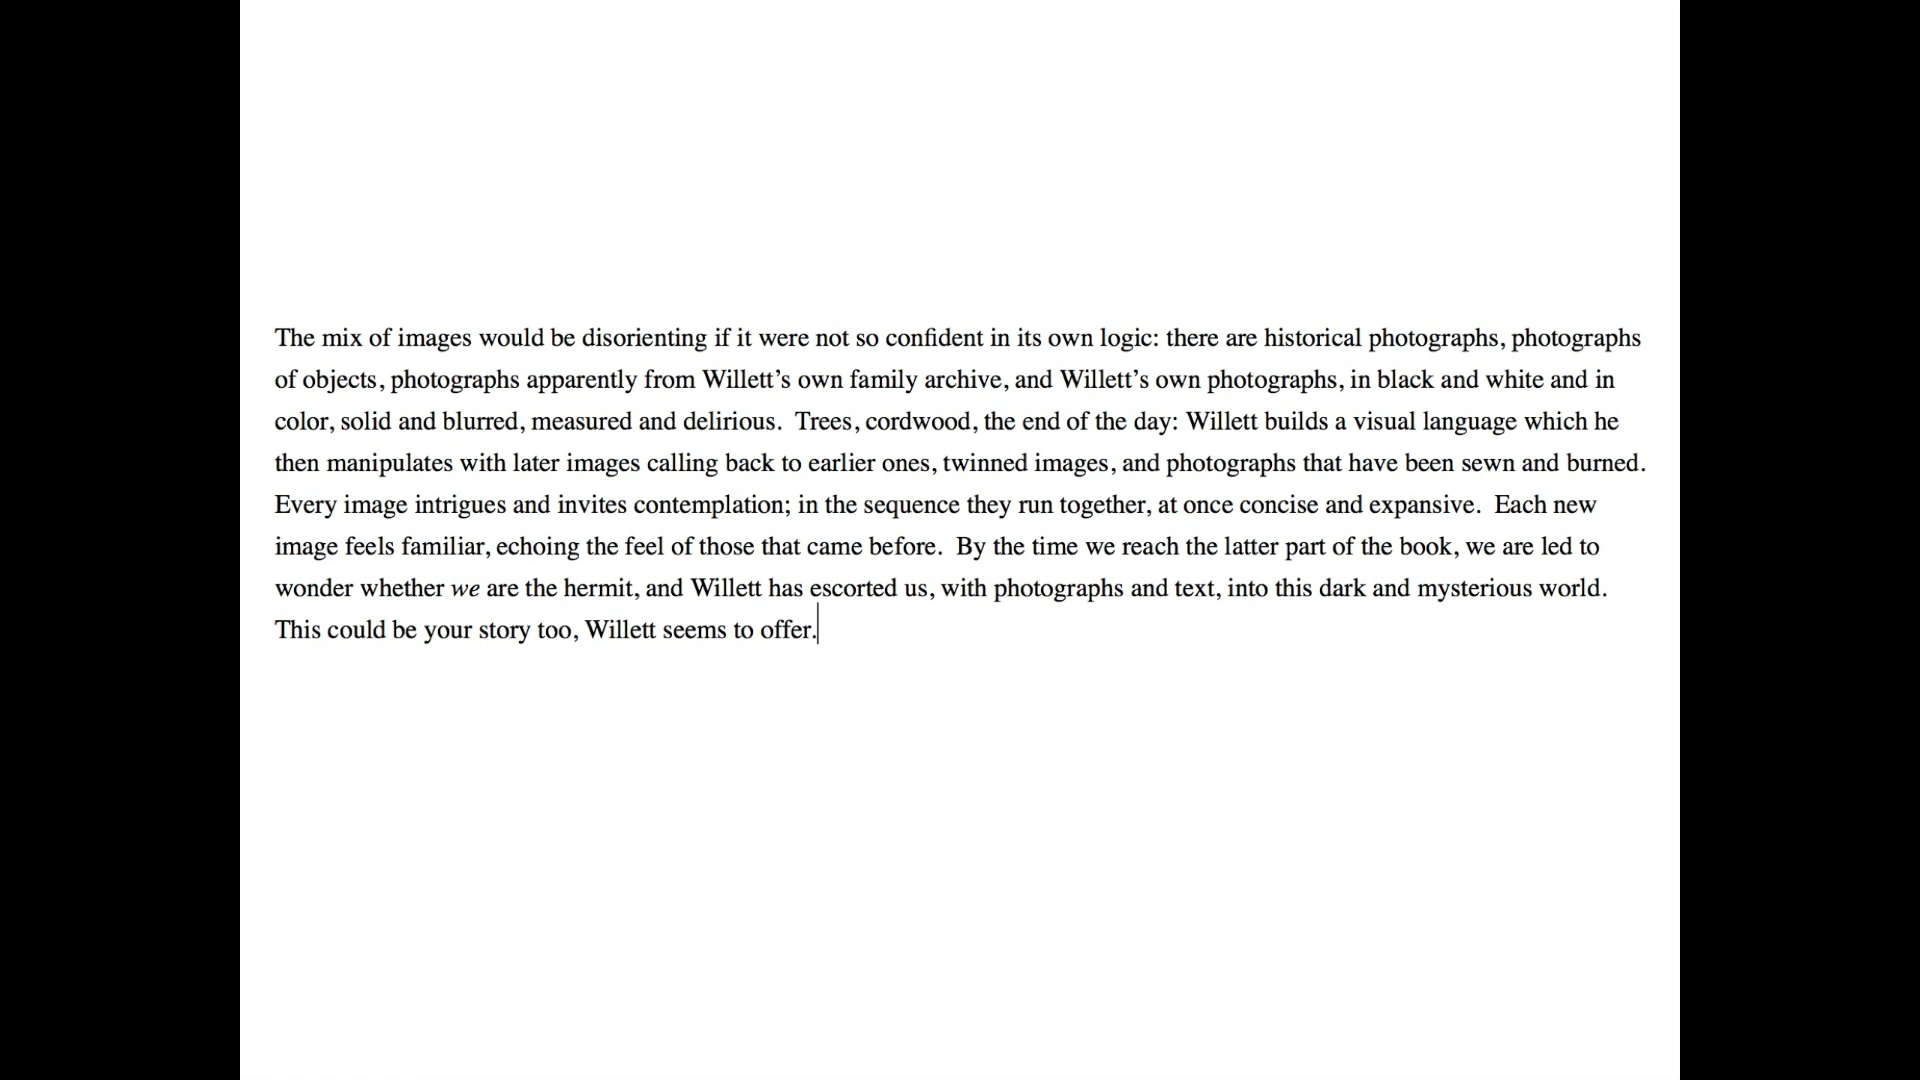 The mix of images would be disorienting if it were not so confident in its own logic: there are historical photographs, photographs
of objects, photographs apparently from Willett’s own family archive, and Willett’s own photographs, in black and white and in
color, solid and blurred, measured and delirious.  Trees, cordwood, the end of the day: Willett builds a visual language which he
then manipulates with later images calling back to earlier ones, twinned images, and photographs that have been sewn and burned.
Every image intrigues and invites contemplation; in the sequence they run together, at once concise and expansive.  Each new
image feels familiar, echoing the feel of those that came before.  By the time we reach the latter part of the book, we are led to
wonder whether we are the hermit, and Willett has escorted us, with photographs and text, into this dark and mysterious world.
This could be your story too, Willett seems to offer.